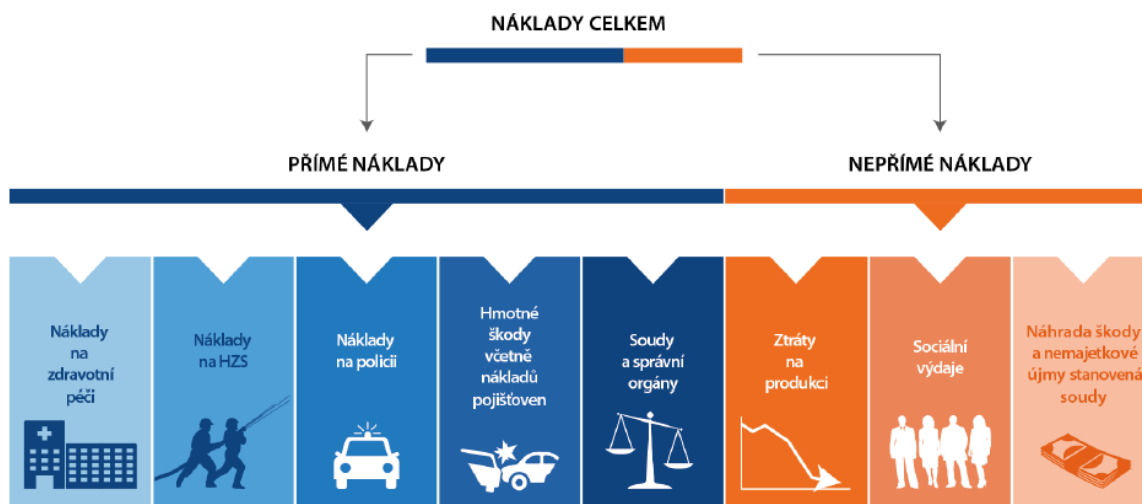 NÁKLADY CELKEM
PŘÍMÉ NÁKLADY
NEPŘÍMÉ NÁKLADY
Náklady
na
zdravotní
péči
Náklady
na HZS
Náklady
na policii
Hmotné
škody
včetně
nákladů
pojišťoven
Soudy
a správní
orgány
Ztráty
na
produkci
Sociální
výdaje
Náhrada škody
a nemajetkové
újmy stanovená
soudy